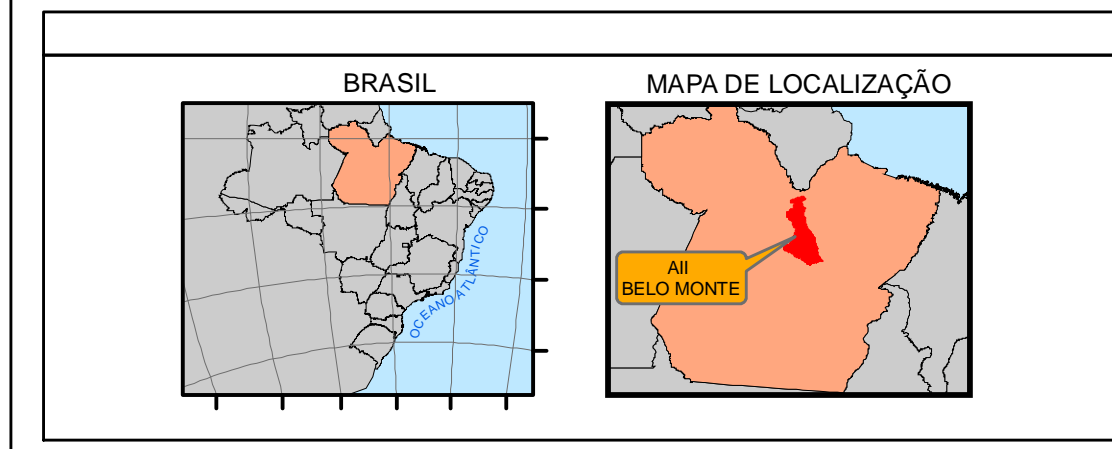 BRASIL
MAPA DE LOCALIZAÇÃO
OCEANO ATLÂNTICO
AII
BELO MONTE